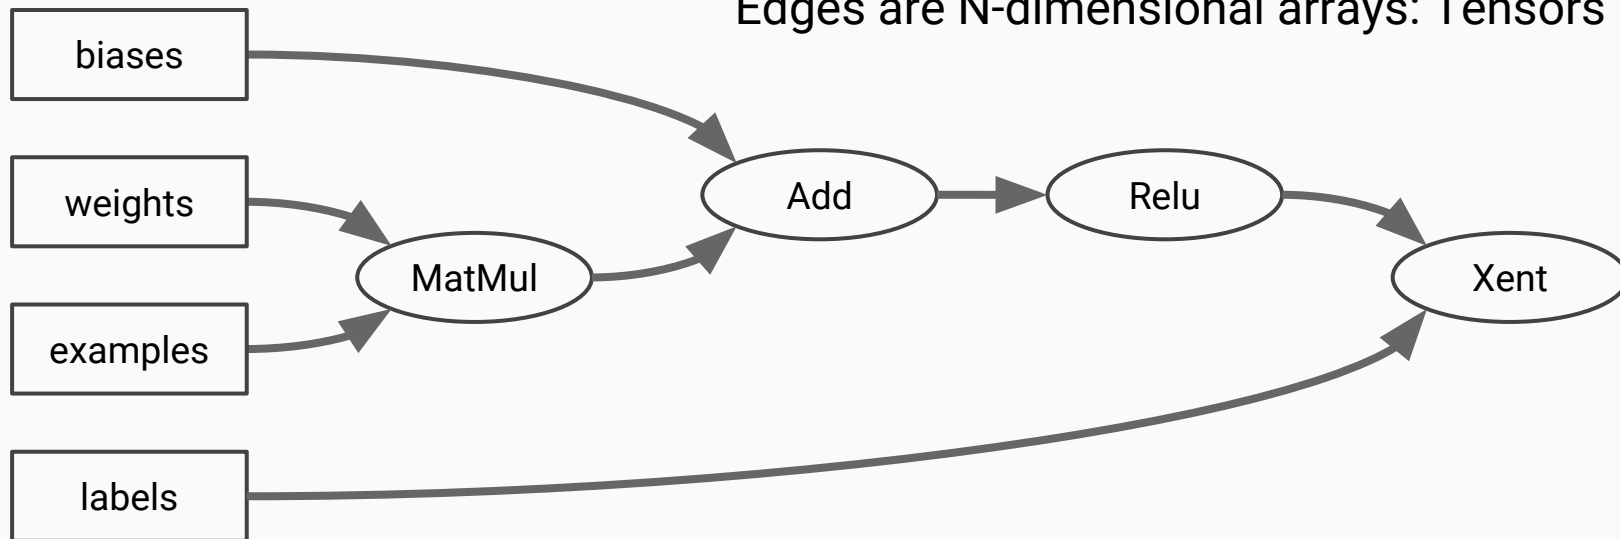 Edges are N-dimensional arrays: Tensors
biases
weights
examples
labels
MatMul
Add
Relu
Xent